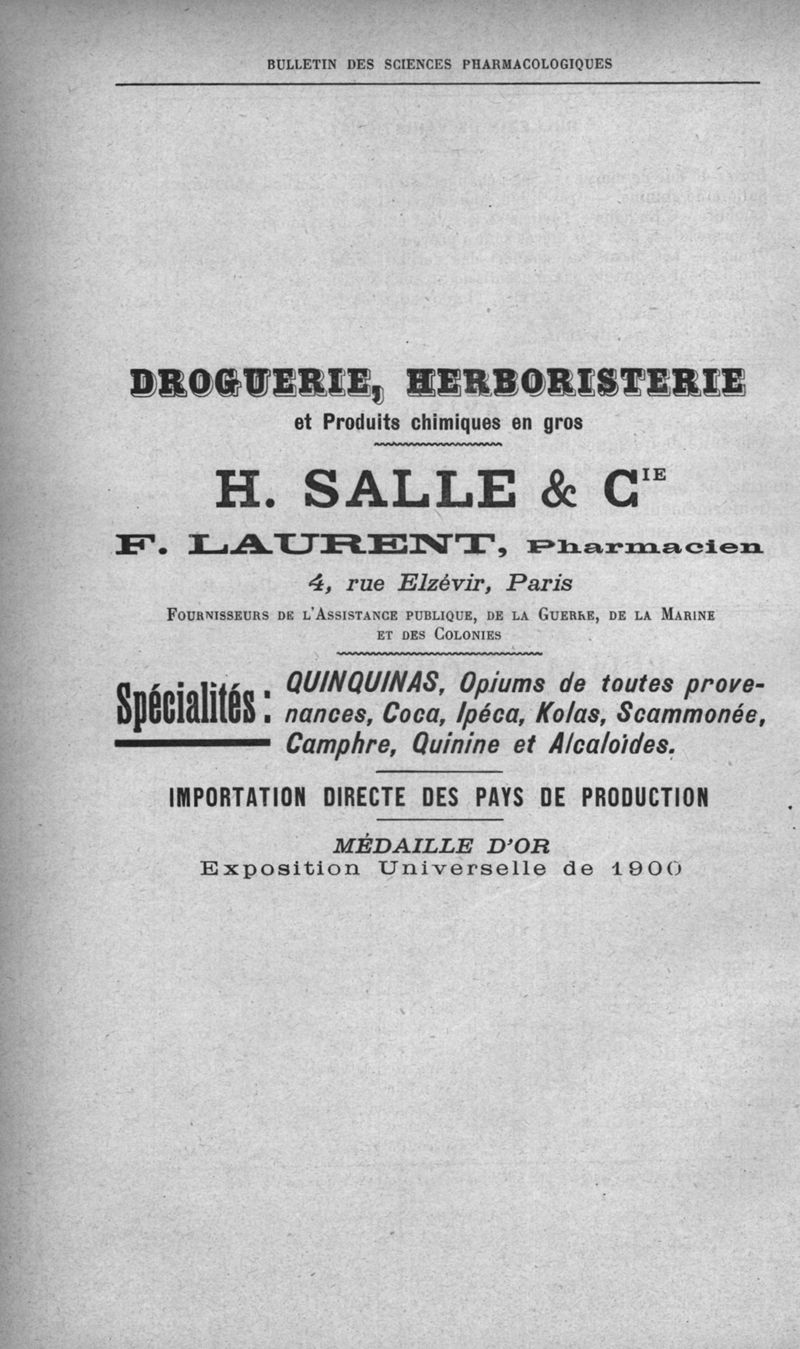 BULLETIN DES SCIENCES PHARMACOLOGIQUES
DROGUERIE, HERBORISTERIE
et Produits chimiques en gros
H. SALLE & CIE
F. LAURENT, Pharmacien
4, rue Elzévir, Paris
FOURNISSEURS DE L'ASSISTANCE PUBLIQUE, DE LA GUERRE, DE LA MARINE
ET DES COLONIES
Spécialités : QUINQUINAS, Opiums de toutes prove-
nances, Coca, Ipéca, Kolas, Scammonée,
Camphre, Quinine et Alcaloïdes.
IMPORTATION DIRECTE DES PAYS DE PRODUCTION
MÉDAILLE D'OR
Exposition Universelle de 1900